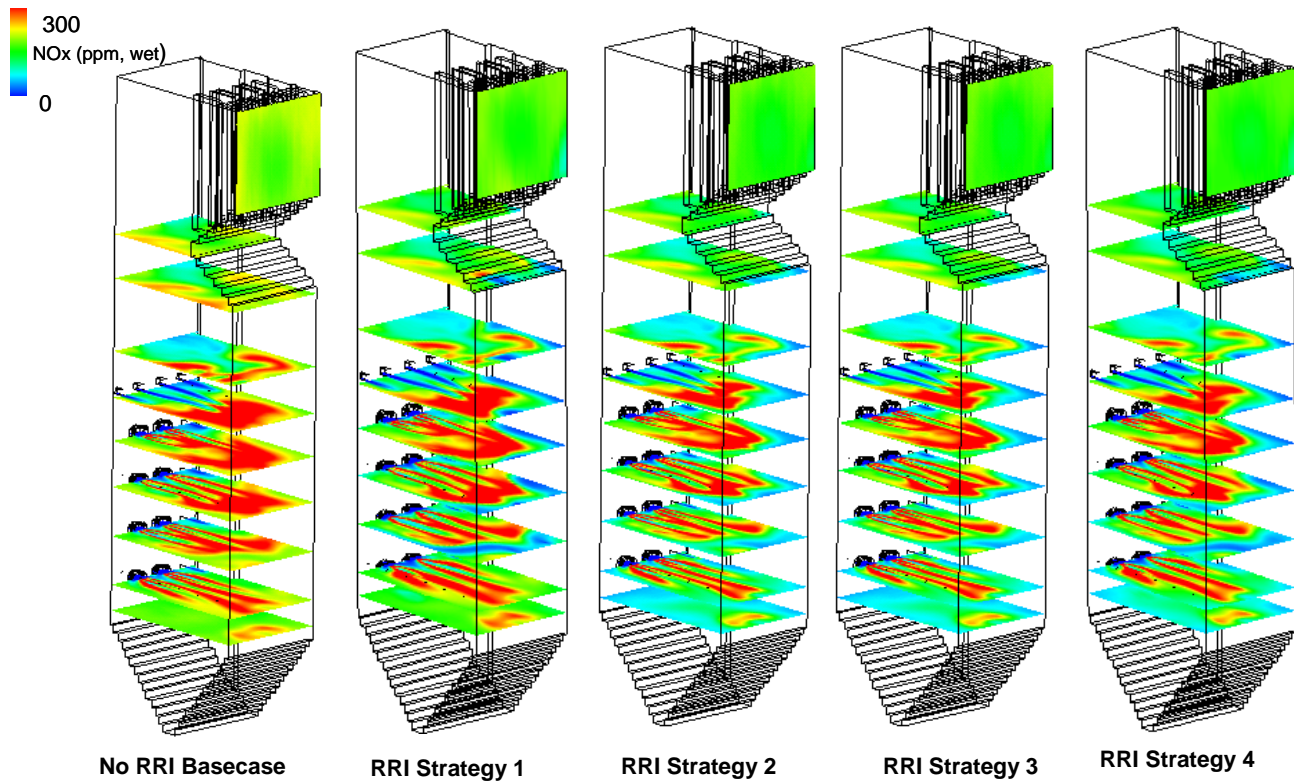 300
NOx (ppm, wet)
0
No RRI Basecase
RRI Strategy 1
RRI Strategy 2
RRI Strategy 3
RRI Strategy 4